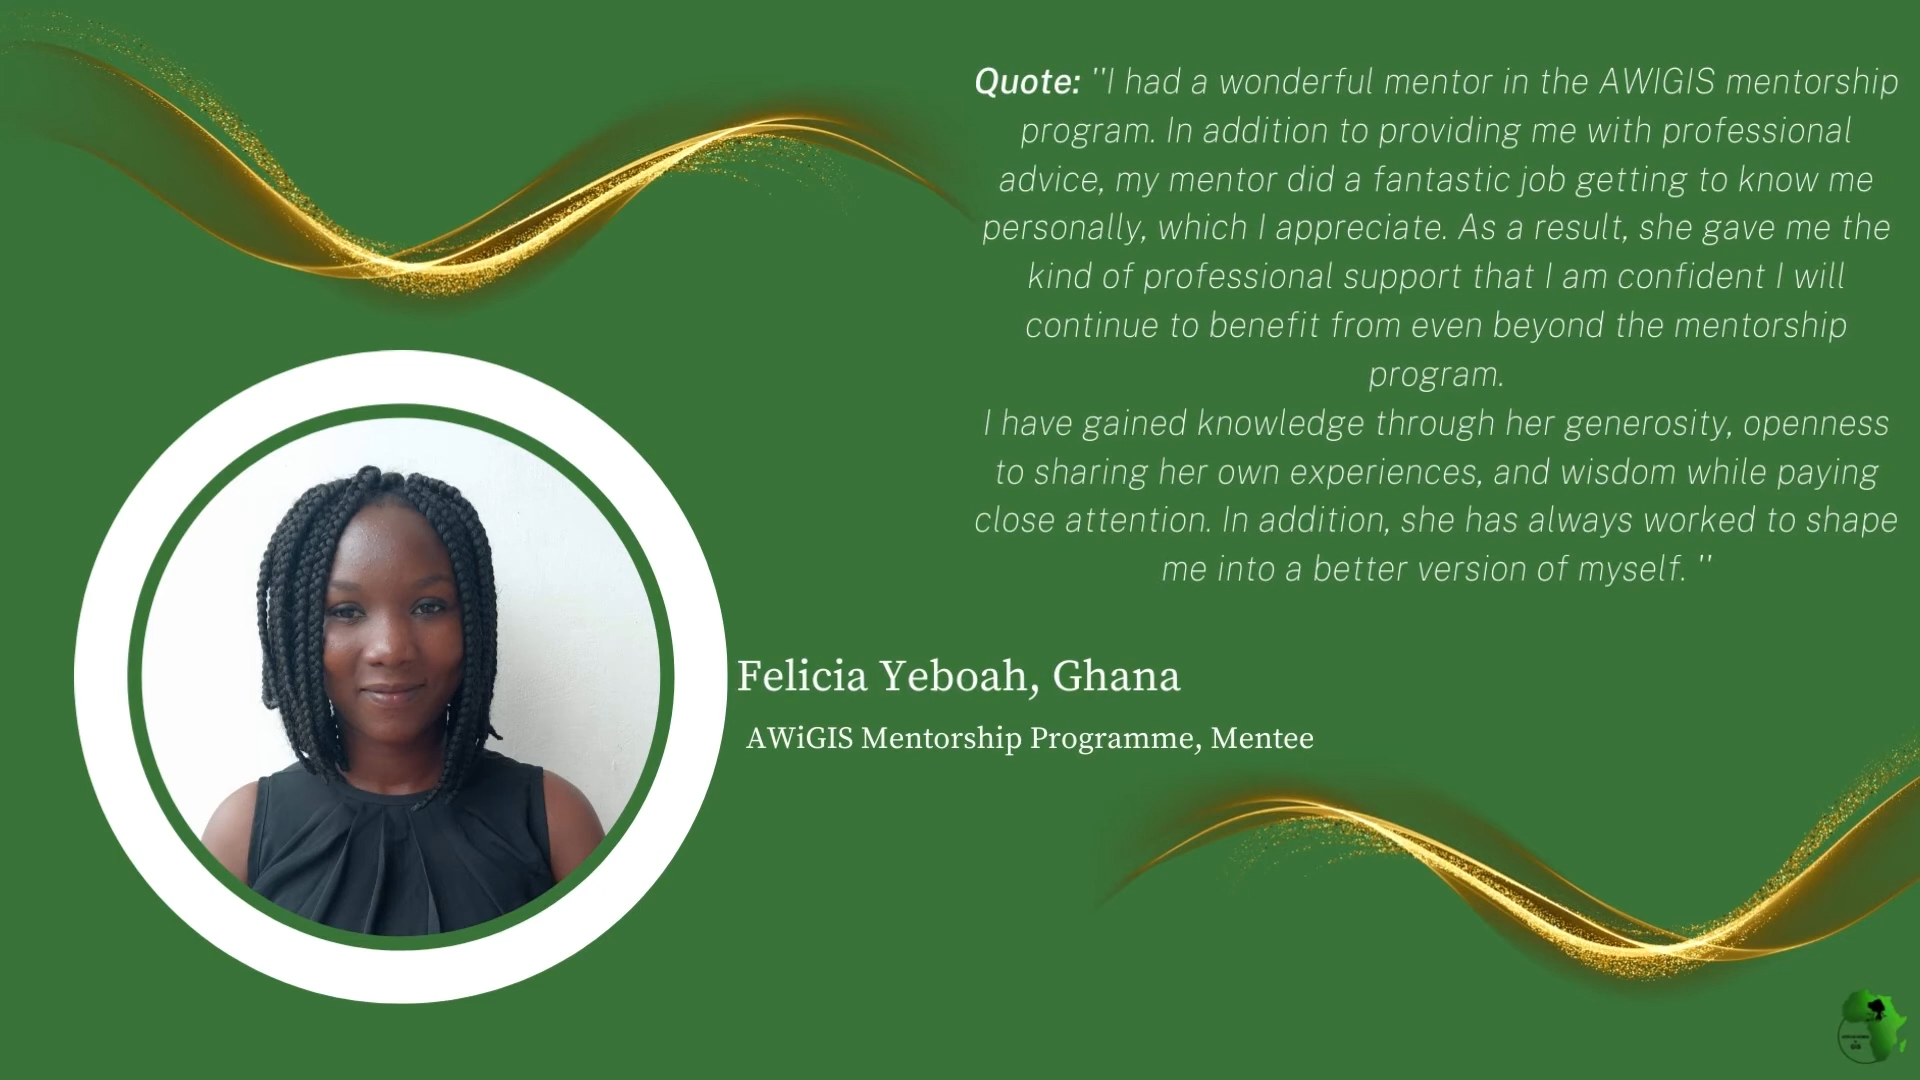 Quote: "I had a wonderful mentor in the AWIGIS mentorship
program. In addition to providing me with professional
advice, my mentor did a fantastic job getting to know me
personally, which I appreciate. As a result, she gave me the
kind of professional support that I am confident I will
continue to benefit from even beyond the mentorship
program.
I have gained knowledge through her generosity, openness
to sharing her own experiences, and wisdom while paying
close attention. In addition, she has always worked to shape
me into a better version of myself. "
Felicia Yeboah, Ghana
AWiGIS Mentorship Programme, Mentee